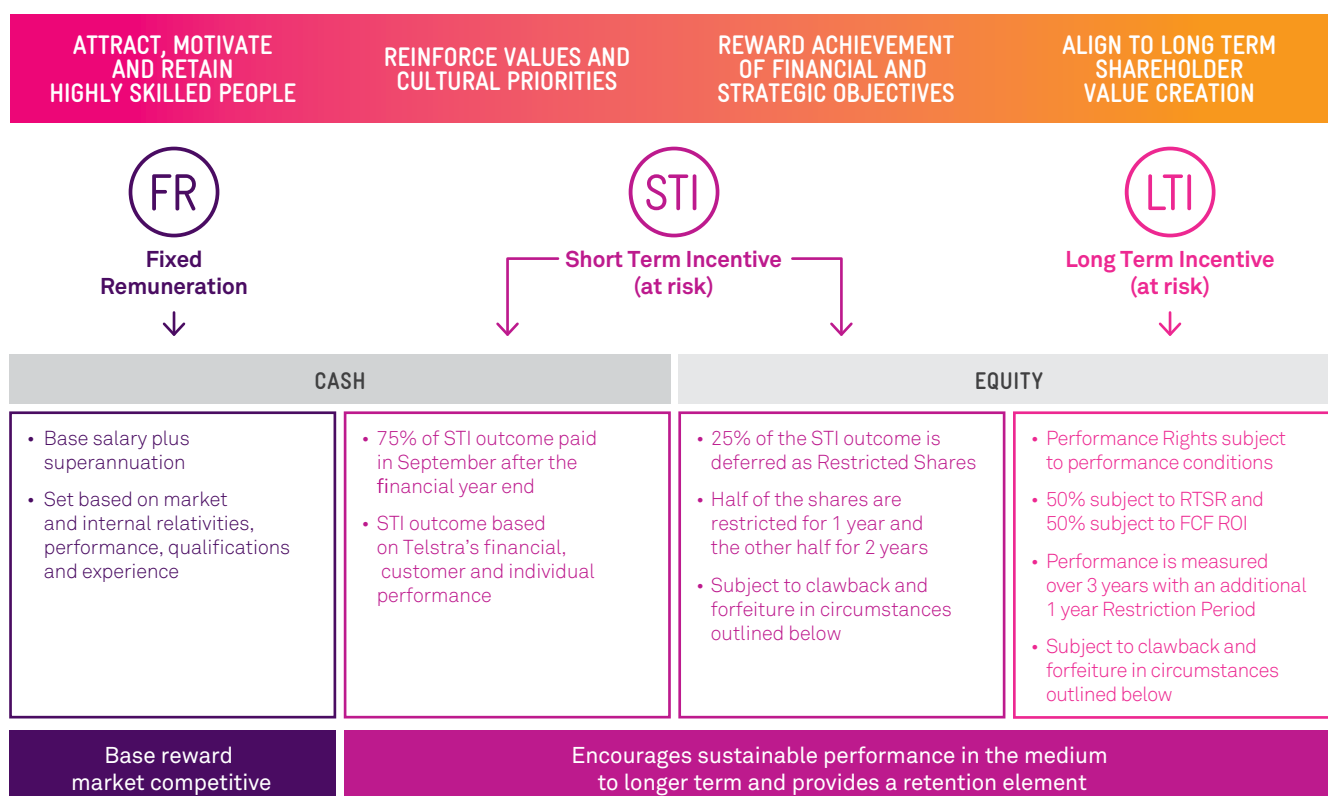 ATTRACT, MOTIVATE
AND RETAIN
HIGHLY SKILLED PEOPLE
REINFORCE VALUES AND
CULTURAL PRIORITIES
REWARD ACHIEVEMENT
OF FINANCIAL AND
STRATEGIC OBJECTIVES
ALIGN TO LONG TERM
SHAREHOLDER
VALUE CREATION
FR
Fixed
Remuneration
STI
Short Term Incentive
(at risk)
LTI
Long Term Incentive
(at risk)
CASH
EQUITY
• Base salary plus
superannuation
• Set based on market
and internal relativities,
performance, qualifications
and experience
• 75% of STI outcome paid
in September after the
financial year end
• STI outcome based
on Telstra's financial,
customer and individual
performance
• 25% of the STI outcome is
deferred as Restricted Shares
• Half of the shares are
restricted for 1 year and
the other half for 2 years
• Subject to clawback and
forfeiture in circumstances
outlined below
• Performance Rights subject
to performance conditions
• 50% subject to RTSR and
50% subject to FCF ROI
• Performance is measured
over 3 years with an additional
1 year Restriction Period
• Subject to clawback and
forfeiture in circumstances
outlined below
Base reward
market competitive
Encourages sustainable performance in the medium
to longer term and provides a retention element